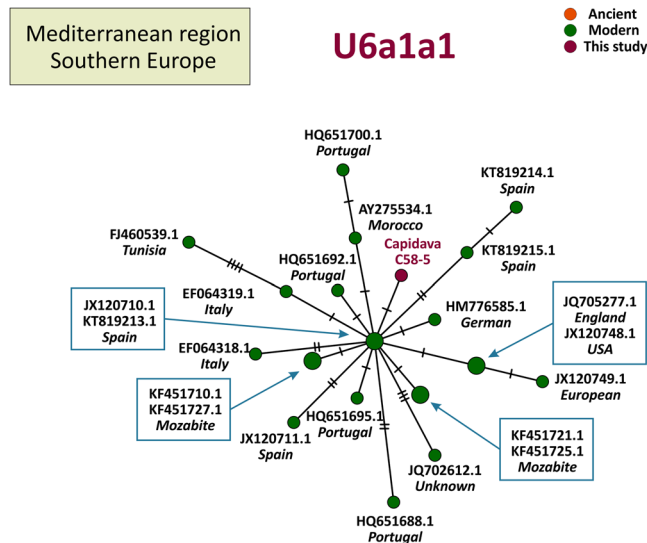 Mediterranean region
Southern Europe
U6a1a1
Ancient
Modern
This study
HQ651700.1
Portugal
KT819214.1
Spain
AY275534.1
Morocco
FJ460539.1
Tunisia
Capidava
C58-5
KT819215.1
Spain
HQ651692.1
Portugal
EF064319.1
Italy
JX120710.1
KT819213.1
Spain
HM776585.1
German
JQ705277.1
England
JX120748.1
USA
EF064318.1
Italy
JX120749.1
European
KF451710.1
KF451727.1
Mozabite
HQ651695.1
Portugal
JX120711.1
Spain
KF451721.1
KF451725.1
Mozabite
JQ702612.1
Unknown
HQ651688.1
Portugal